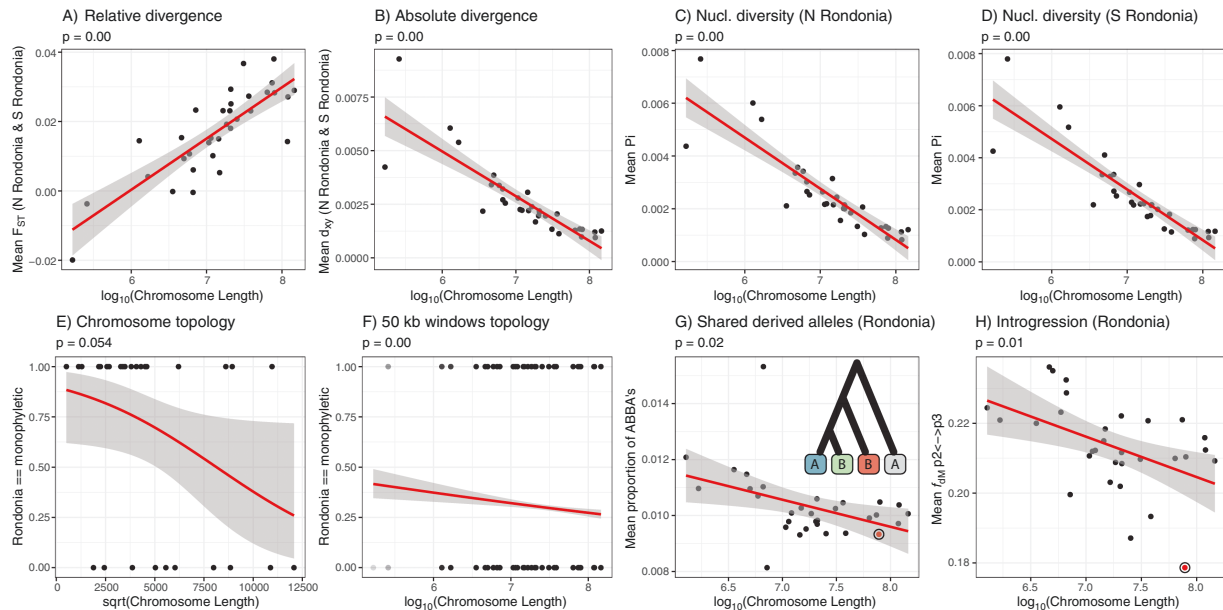 A) Relative divergence
p = 0.00
Mean FST (N Rondonia & S Rondonia)
0.04
0.02
0.00
−0.02
6
7
8
log10(Chromosome Length)
B) Absolute divergence
p = 0.00
Mean dxy (N Rondonia & S Rondonia)
0.0075
0.0050
0.0025
0.0000
6
7
8
log10(Chromosome Length)
C) Nucl. diversity (N Rondonia)
p = 0.00
Mean Pi
0.008
0.006
0.004
0.002
0.000
6
7
8
log10(Chromosome Length)
D) Nucl. diversity (S Rondonia)
p = 0.00
Mean Pi
0.008
0.006
0.004
0.002
0.000
6
7
8
log10(Chromosome Length)
E) Chromosome topology
p = 0.054
Rondonia == monophyletic
1.00
0.75
0.50
0.25
0.00
0
2500
5000
7500
10000
12500
sqrt(Chromosome Length)
F) 50 kb windows topology
p = 0.00
Rondonia == monophyletic
1.00
0.75
0.50
0.25
0.00
6
7
8
log10(Chromosome Length)
G) Shared derived alleles (Rondonia)
p = 0.02
Mean proportion of ABBA's
0.014
0.012
0.010
0.008
A B B A
6.5
7.0
7.5
8.0
log10(Chromosome Length)
H) Introgression (Rondonia)
p = 0.01
Mean fdM p2<−>p3
0.22
0.20
0.18
6.5
7.0
7.5
8.0
log10(Chromosome Length)